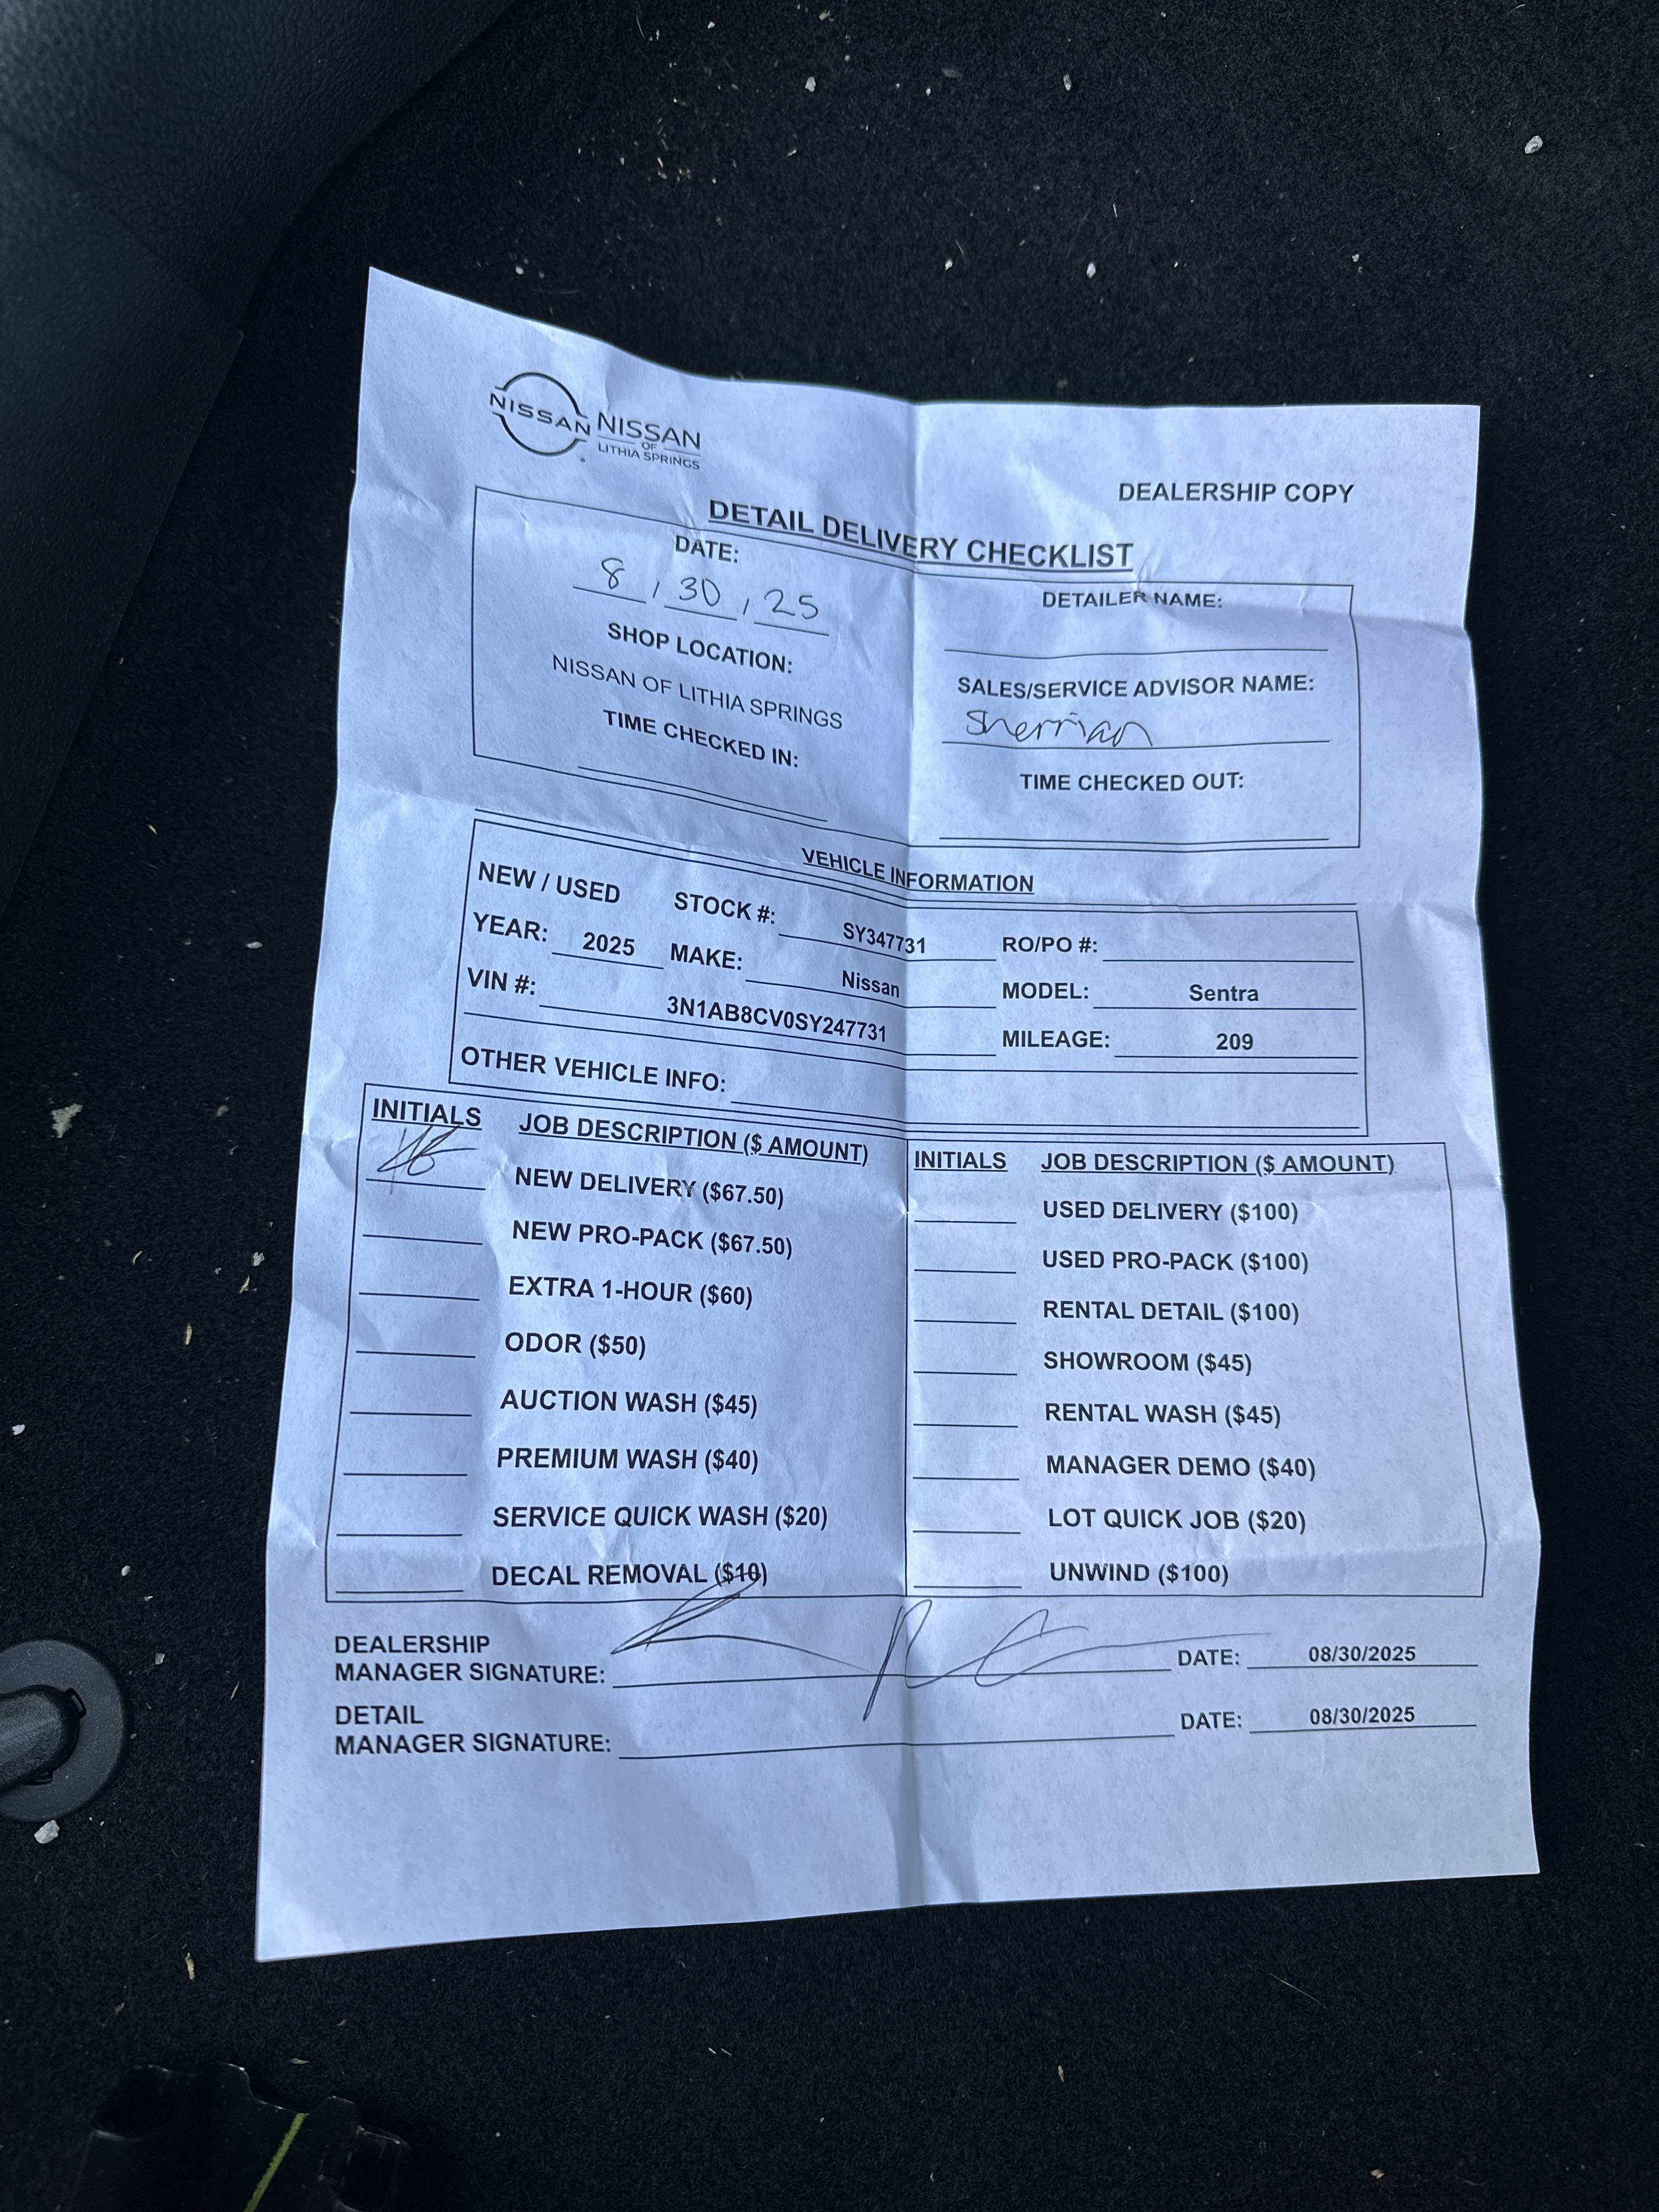 NISSAN
NISSAN
OF
LITHIA SPRINGS
DEALERSHIP COPY
DETAIL DELIVERY CHECKLIST
DATE:
8 / 30 / 25
SHOP LOCATION:
NISSAN OF LITHIA SPRINGS
TIME CHECKED IN:
DETAILER NAME:
SALES/SERVICE ADVISOR NAME:
Sherrian
TIME CHECKED OUT:
VEHICLE INFORMATION
NEW / USED STOCK #: SY347731 RO/PO #:
YEAR: 2025 MAKE: Nissan MODEL: Sentra
VIN #: 3N1AB8CV0SY247731 MILEAGE: 209
OTHER VEHICLE INFO:
INITIALS JOB DESCRIPTION ($ AMOUNT)
NEW DELIVERY ($67.50)
NEW PRO-PACK ($67.50)
EXTRA 1-HOUR ($60)
ODOR ($50)
AUCTION WASH ($45)
PREMIUM WASH ($40)
SERVICE QUICK WASH ($20)
DECAL REMOVAL ($10)
INITIALS JOB DESCRIPTION ($ AMOUNT)
USED DELIVERY ($100)
USED PRO-PACK ($100)
RENTAL DETAIL ($100)
SHOWROOM ($45)
RENTAL WASH ($45)
MANAGER DEMO ($40)
LOT QUICK JOB ($20)
UNWIND ($100)
DEALERSHIP
MANAGER SIGNATURE: DATE: 08/30/2025
DETAIL
MANAGER SIGNATURE: DATE: 08/30/2025